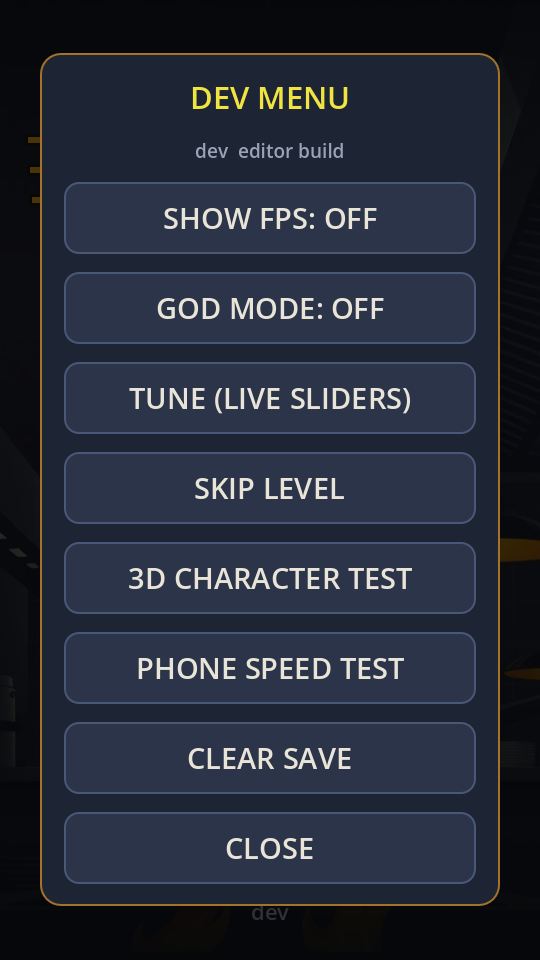 DEV MENU
dev  editor build
SHOW FPS: OFF
GOD MODE: OFF
TUNE (LIVE SLIDERS)
SKIP LEVEL
3D CHARACTER TEST
PHONE SPEED TEST
CLEAR SAVE
CLOSE
dev